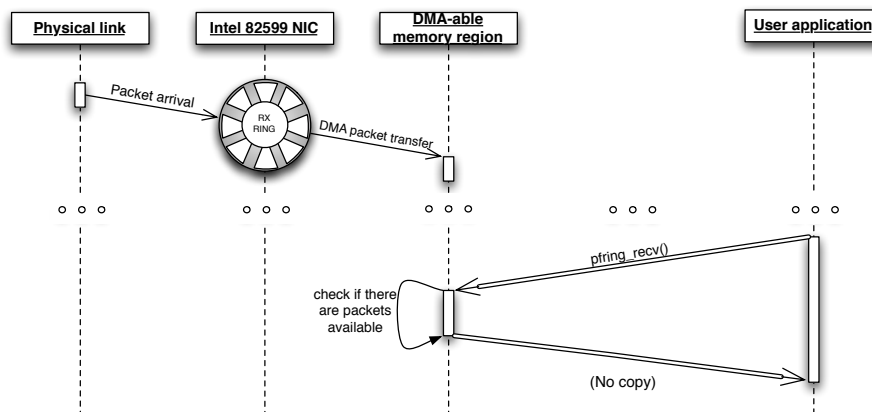 Physical link
Intel 82599 NIC
DMA-able
memory region
User application
Packet arrival
RX
RING
DMA packet transfer
pfring_recv()
check if there
are packets
available
(No copy)